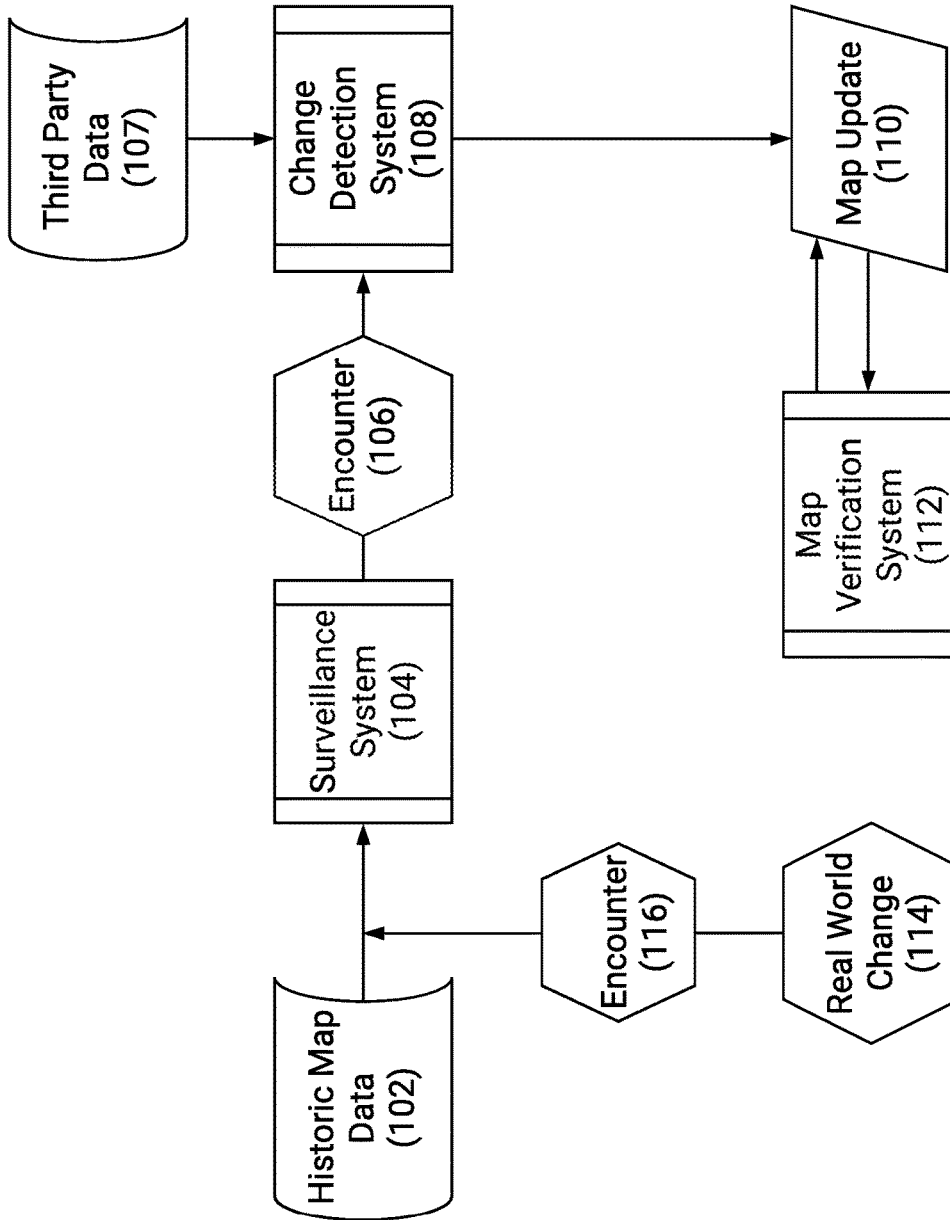 Third Party
Data
(107)
Historic Map
Data
(102)
Surveillance
System
(104)
Encounter
(106)
Change
Detection
System
(108)
Encounter
(116)
Real World
Change
(114)
Map
Verification
System
(112)
Map Update
(110)